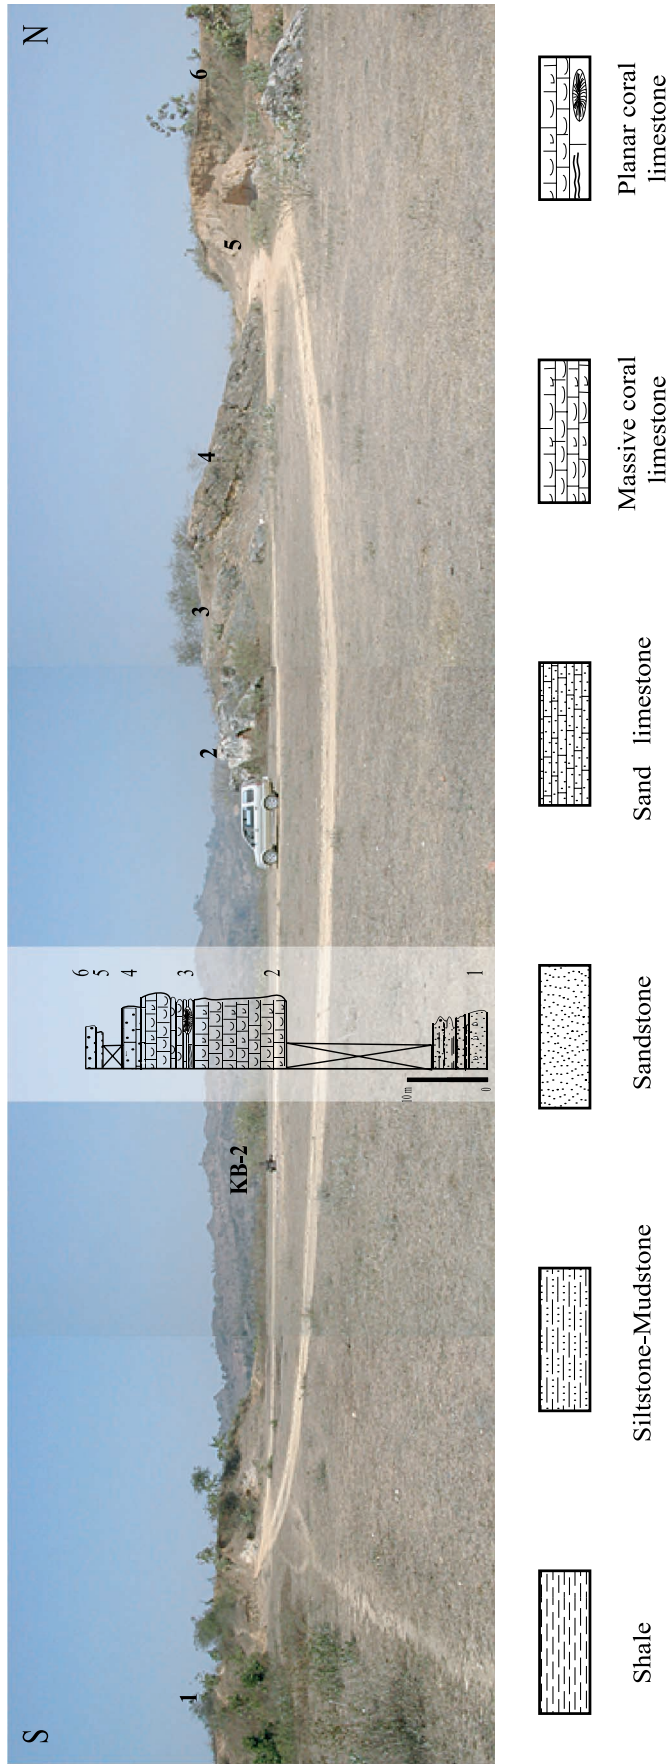 S
N
1
2
3
4
5
6
KB-2
6
5
4
3
2
1
10 m
0
Shale
Siltstone-Mudstone
Sandstone
Sand limestone
Massive coral
limestone
Planar coral
limestone